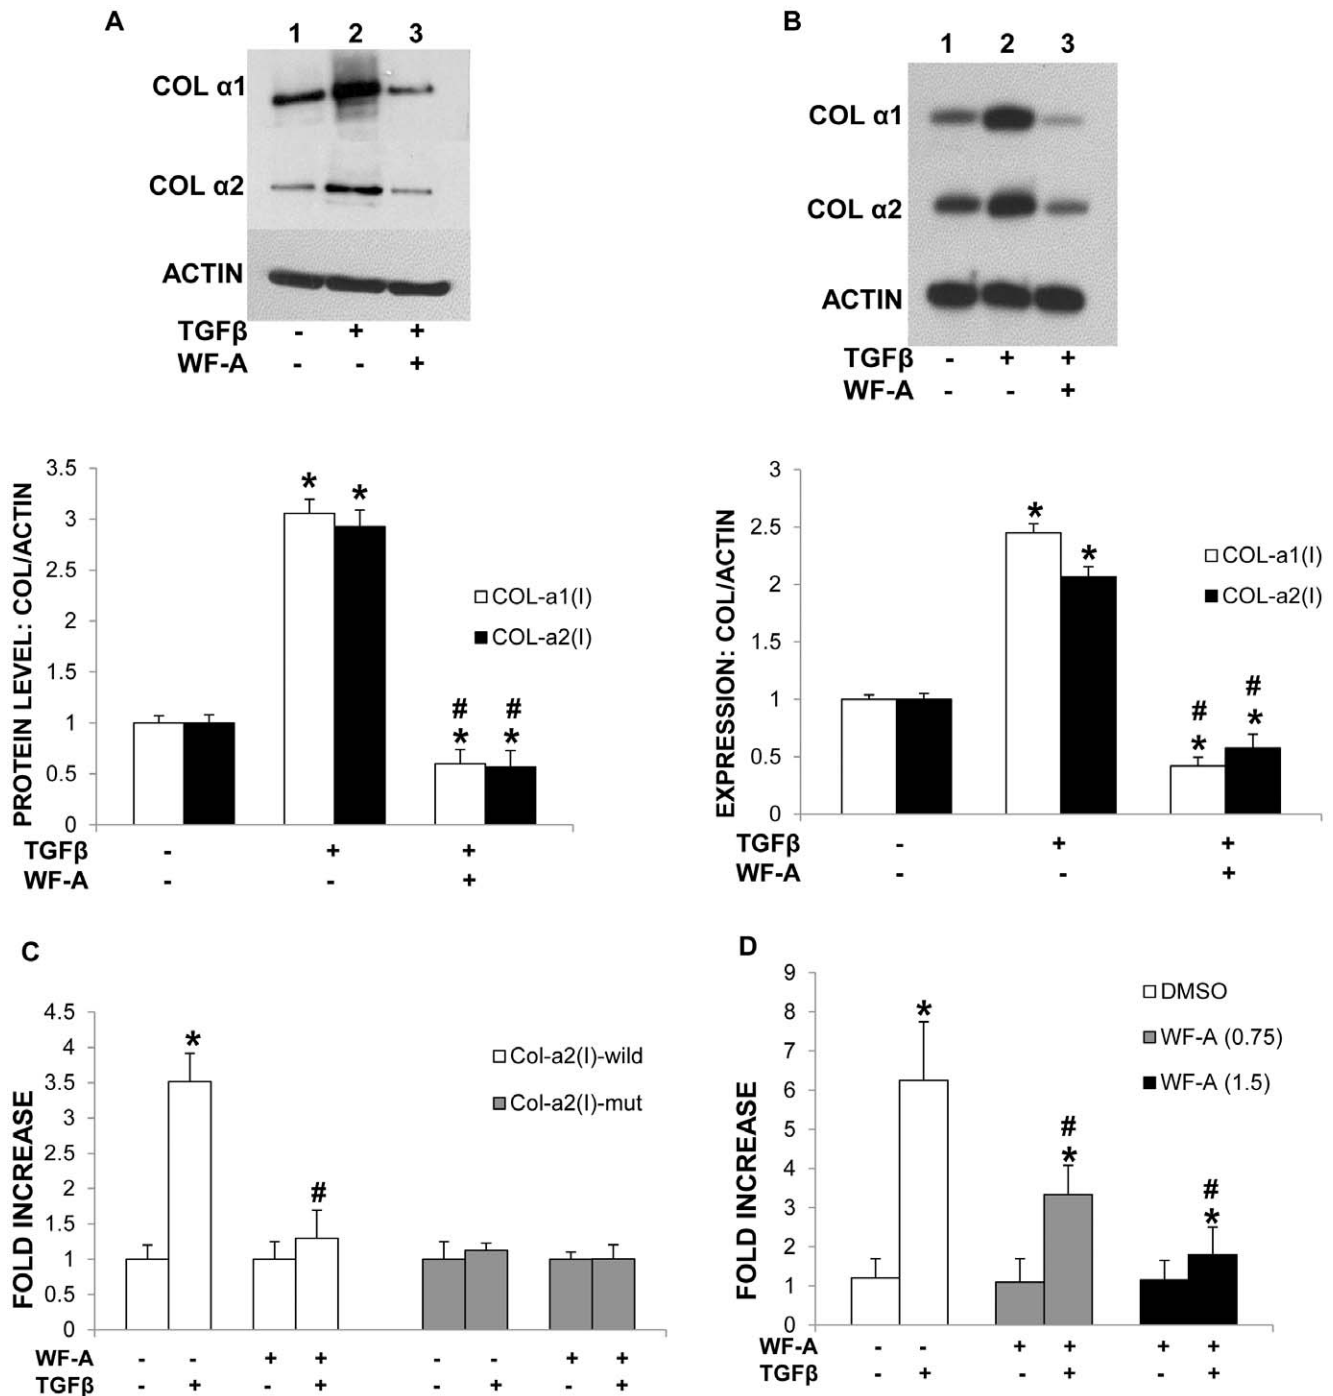 A
1 2 3
COL α1
COL α2
ACTIN
TGFβ - + +
WF-A - - +
B
1 2 3
COL α1
COL α2
ACTIN
TGFβ - + +
WF-A - - +
PROTEIN LEVEL: COL/ACTIN
3.5
3
2.5
2
1.5
1
0.5
0
* *
# #
* *
COL-a1(I)
COL-a2(I)
TGFβ - + +
WF-A - - +
EXPRESSION: COL/ACTIN
3
2.5
2
1.5
1
0.5
0
*
*
# #
* *
COL-a1(I)
COL-a2(I)
TGFβ - + +
WF-A - - +
C
FOLD INCREASE
4.5
4
3.5
3
2.5
2
1.5
1
0.5
0
*
#
Col-a2(I)-wild
Col-a2(I)-mut
WF-A - - + + - - + +
TGFβ - + - + - + - +
D
FOLD INCREASE
9
8
7
6
5
4
3
2
1
0
*
#
*
#
*
DMSO
WF-A (0.75)
WF-A (1.5)
WF-A - - + + + +
TGFβ - + - + - +